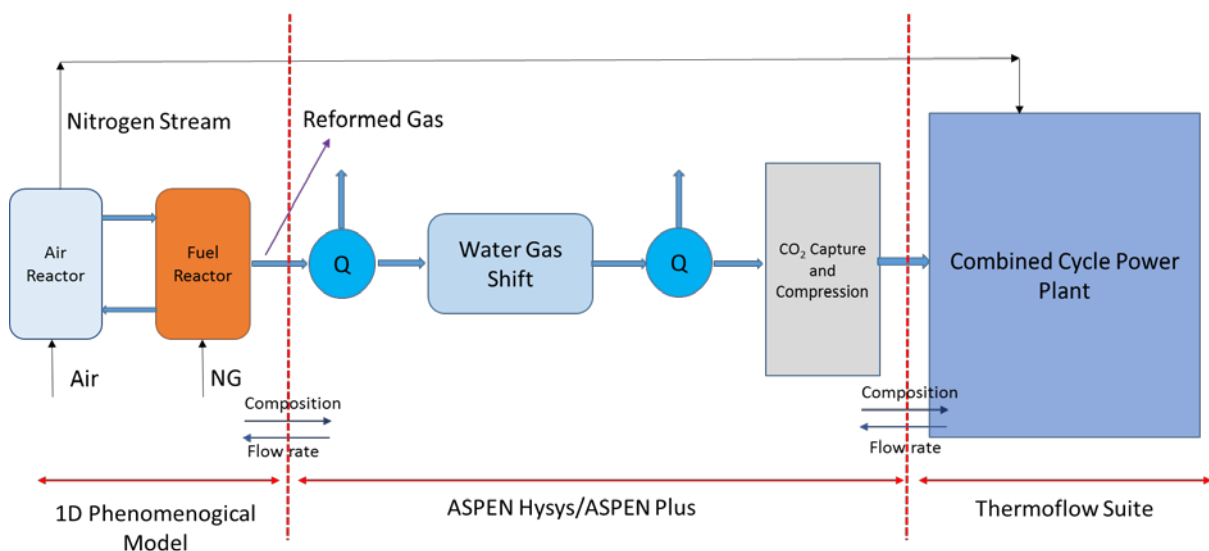 Nitrogen Stream
Reformed Gas
Air
Reactor
Fuel
Reactor
Q
Water Gas
Shift
Q
CO₂ Capture
and
Compression
Combined Cycle Power
Plant
Air
NG
Composition
Flow rate
Composition
Flow rate
1D Phenomenogical
Model
ASPEN Hysys/ASPEN Plus
Thermoflow Suite